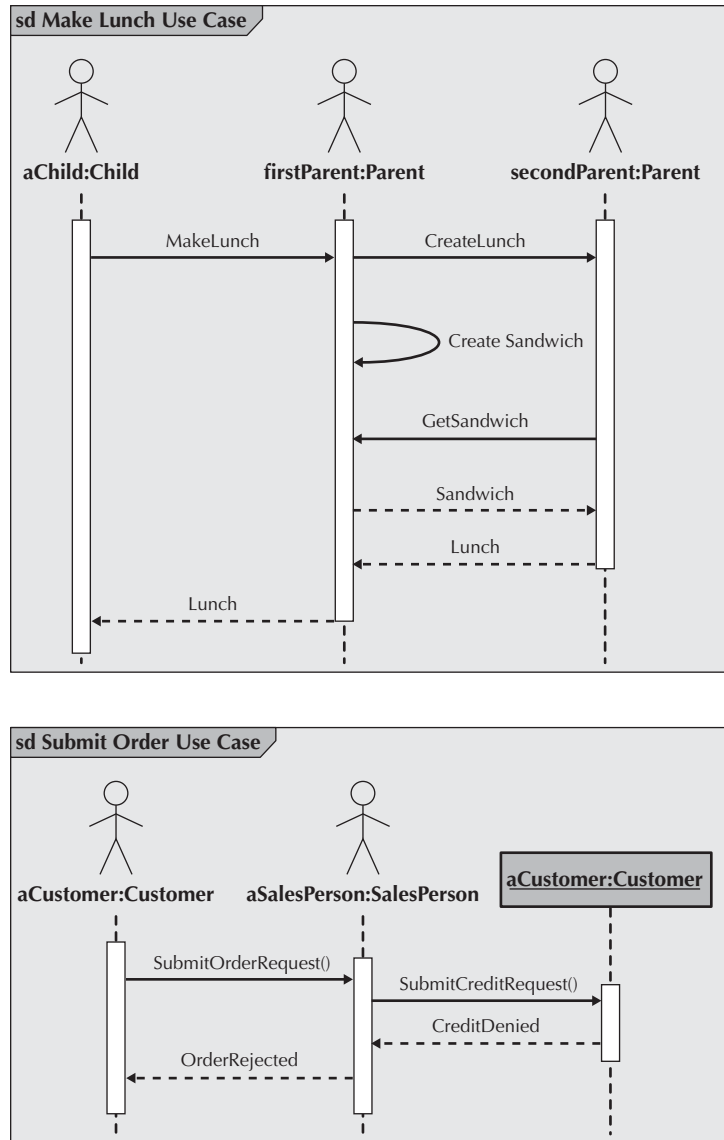 sd Make Lunch Use Case
aChild:Child
firstParent:Parent
secondParent:Parent
MakeLunch
CreateLunch
Create Sandwich
GetSandwich
Sandwich
Lunch
Lunch
sd Submit Order Use Case
aCustomer:Customer
aSalesPerson:SalesPerson
aCustomer:Customer
SubmitOrderRequest()
SubmitCreditRequest()
CreditDenied
OrderRejected